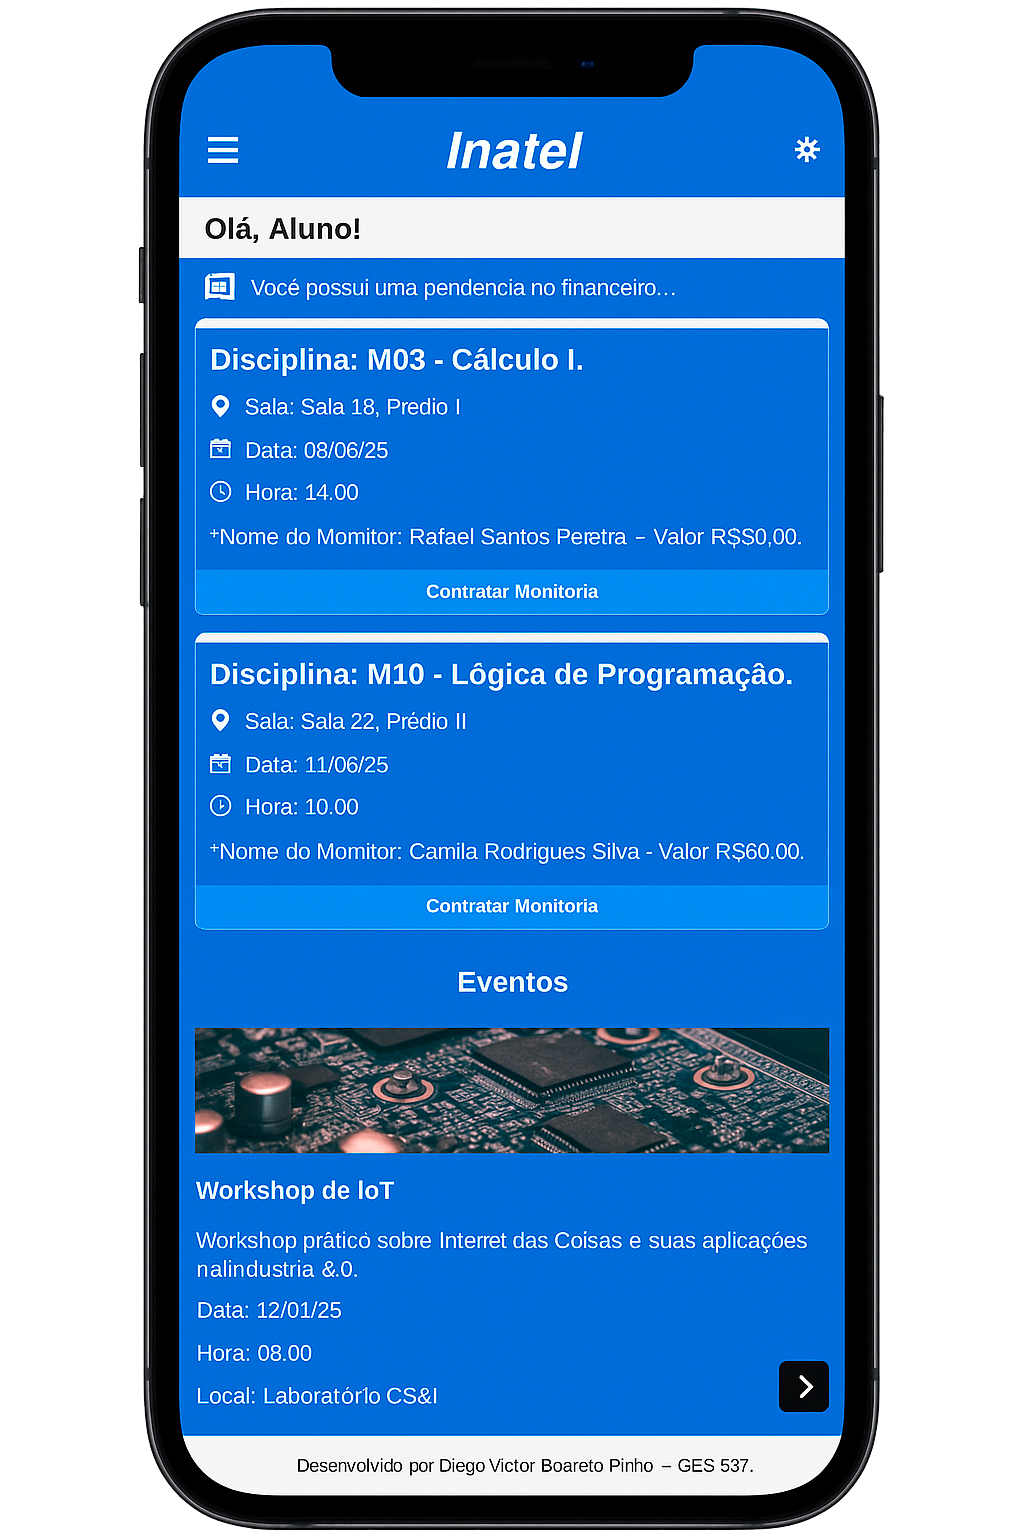 Inatel
Olá, Aluno!
Vocé possui uma pendencia no financeiro...
Disciplina: M03 - Cálculo I.
Sala: Sala 18, Predio I
Data: 08/06/25
Hora: 14.00
+Nome do Momitor: Rafael Santos Peretra – Valor R$S0,00.
Contratar Monitoria
Disciplina: M10 - Lôgica de Programaçâo.
Sala: Sala 22, Prédio II
Data: 11/06/25
Hora: 10.00
+Nome do Momitor: Camila Rodrigues Silva - Valor R$60.00.
Contratar Monitoria
Eventos
Workshop de IoT
Workshop prâticò sobre Interret das Coisas e suas aplicaçóes
nalindustria &.0.
Data: 12/01/25
Hora: 08.00
Local: Laboratórlo CS&I
Desenvolvido por Diego Victor Boareto Pinho – GES 537.